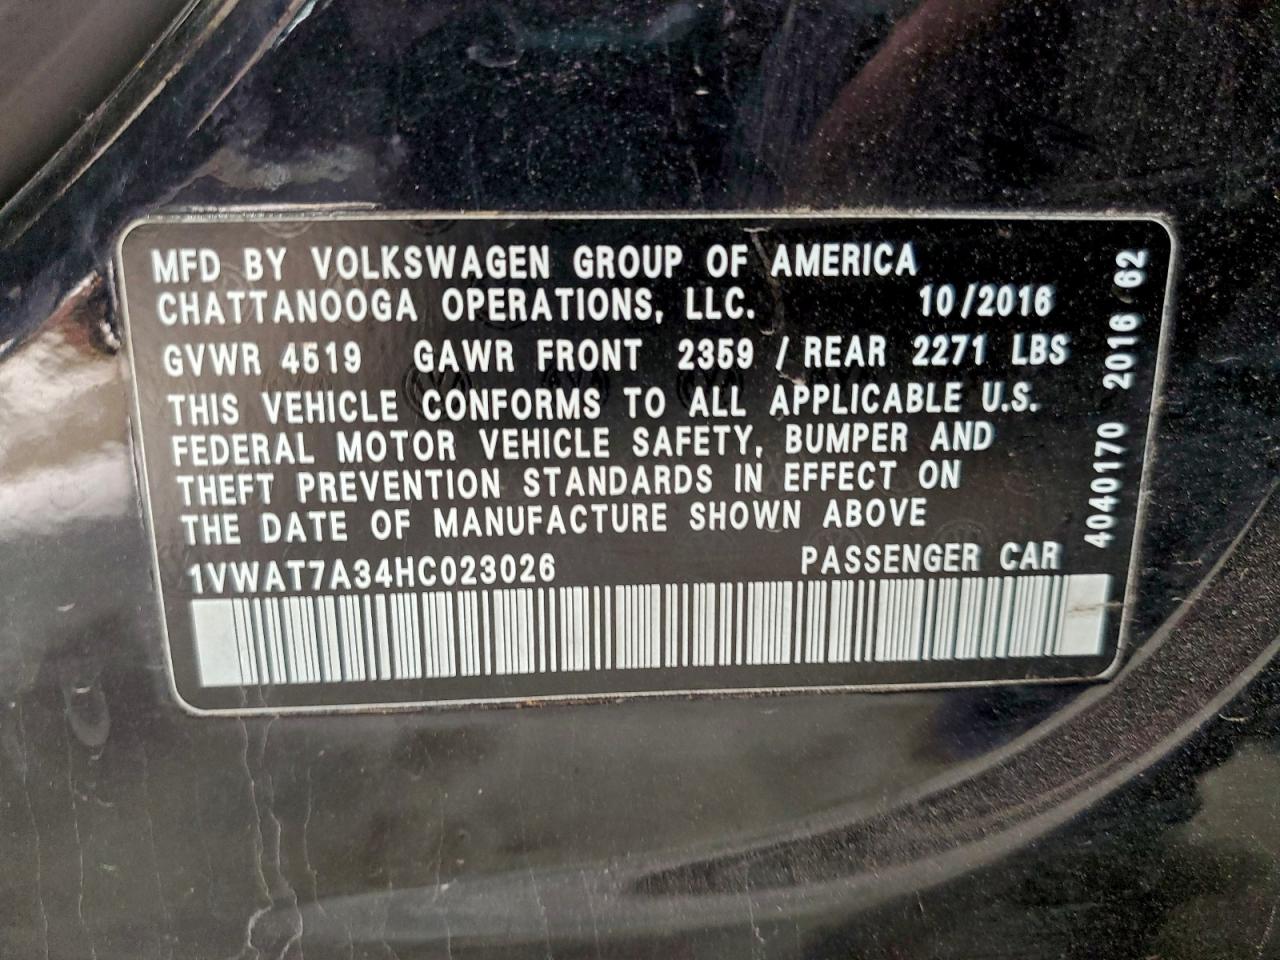 MFD BY VOLKSWAGEN GROUP OF AMERICA
CHATTANOOGA OPERATIONS, LLC. 10/2016
GVWR 4519 GAWR FRONT 2359 / REAR 2271 LBS
THIS VEHICLE CONFORMS TO ALL APPLICABLE U.S.
FEDERAL MOTOR VEHICLE SAFETY, BUMPER AND
THEFT PREVENTION STANDARDS IN EFFECT ON
THE DATE OF MANUFACTURE SHOWN ABOVE
1VWAT7A34HC023026 PASSENGER CAR
4040170 2016 62